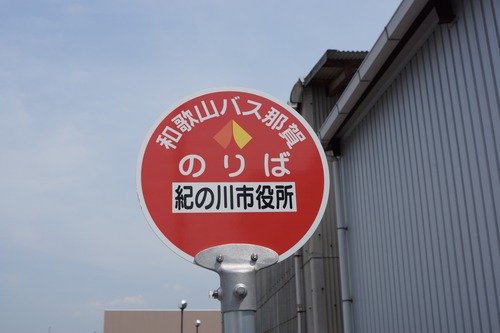 和歌山バス那賀
のりば
紀の川市役所